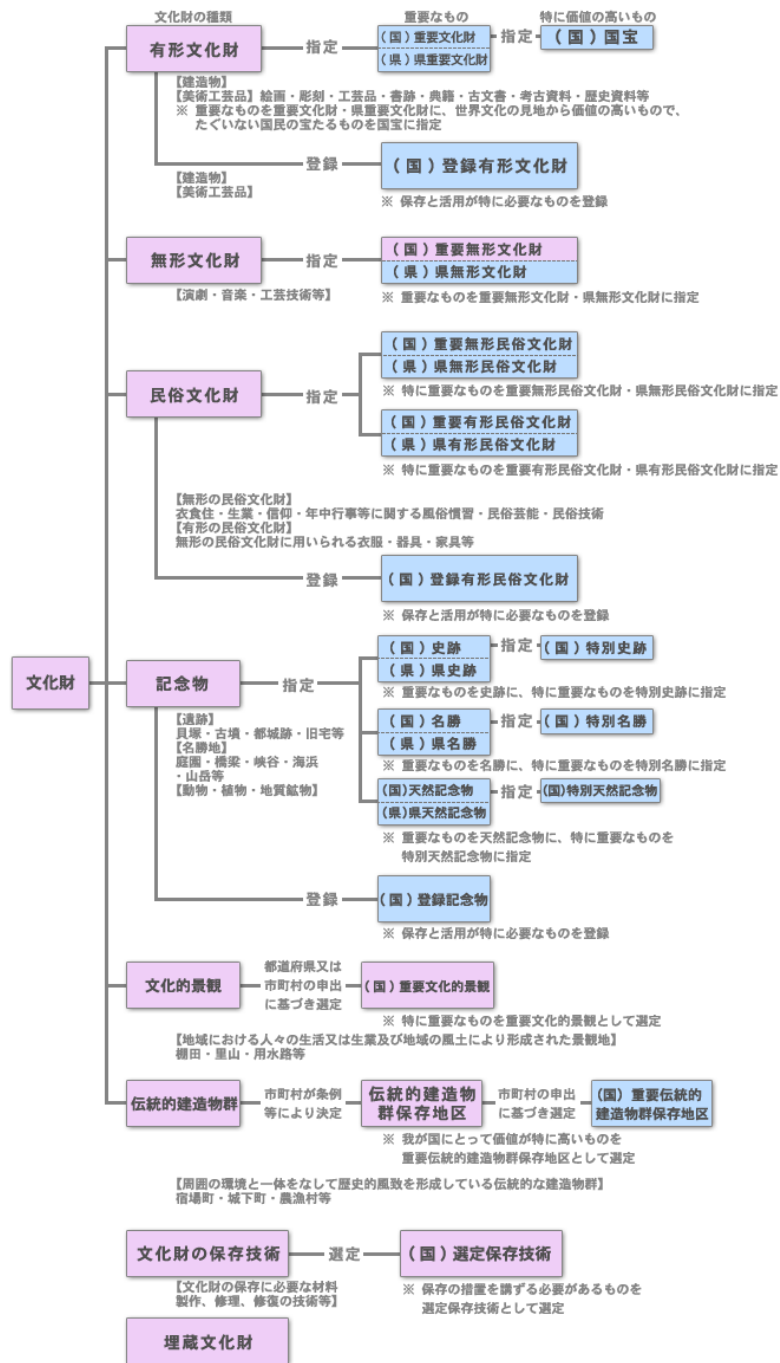 文化財の種類
重要なもの
特に価値の高いもの
有形文化財
指定
(国)重要文化財
(県)県重要文化財
指定
(国)国宝
【建造物】
【美術工芸品】絵画・彫刻・工芸品・書跡・典籍・古文書・考古資料・歴史資料等
※ 重要なものを重要文化財・県重要文化財に、世界文化の見地から価値の高いもので、
たぐいない国民の宝たるものを国宝に指定
登録
(国)登録有形文化財
【建造物】
【美術工芸品】
※ 保存と活用が特に必要なものを登録
無形文化財
指定
(国)重要無形文化財
(県)県無形文化財
【演劇・音楽・工芸技術等】
※ 重要なものを重要無形文化財・県無形文化財に指定
民俗文化財
指定
(国)重要無形民俗文化財
(県)県無形民俗文化財
※ 特に重要なものを重要無形民俗文化財・県無形民俗文化財に指定
(国)重要有形民俗文化財
(県)県有形民俗文化財
※ 特に重要なものを重要有形民俗文化財・県有形民俗文化財に指定
【無形の民俗文化財】
衣食住・生業・信仰・年中行事等に関する風俗慣習・民俗芸能・民俗技術
【有形の民俗文化財】
無形の民俗文化財に用いられる衣服・器具・家具等
登録
(国)登録有形民俗文化財
※ 保存と活用が特に必要なものを登録
文化財
記念物
指定
(国)史跡
(県)県史跡
指定
(国)特別史跡
※ 重要なものを史跡に、特に重要なものを特別史跡に指定
【遺跡】
貝塚・古墳・都城跡・旧宅等
【名勝地】
庭園・橋梁・峡谷・海浜
・山岳等
【動物・植物・地質鉱物】
(国)名勝
(県)県名勝
指定
(国)特別名勝
※ 重要なものを名勝に、特に重要なものを特別名勝に指定
(国)天然記念物
(県)県天然記念物
指定
(国)特別天然記念物
※ 重要なものを天然記念物に、特に重要なものを
特別天然記念物に指定
登録
(国)登録記念物
※ 保存と活用が特に必要なものを登録
文化的景観
都道府県又は
市町村の申出
に基づき選定
(国)重要文化的景観
※ 特に重要なものを重要文化的景観として選定
【地域における人々の生活又は生業及び地域の風土により形成された景観地】
棚田・里山・用水路等
伝統的建造物群
市町村が条例
等により決定
伝統的建造物
群保存地区
市町村の申出
に基づき選定
(国) 重要伝統的
建造物群保存地区
※ 我が国にとって価値が特に高いものを
重要伝統的建造物群保存地区として選定
【周囲の環境と一体をなして歴史的風致を形成している伝統的な建造物群】
宿場町・城下町・農漁村等
文化財の保存技術
選定
(国)選定保存技術
【文化財の保存に必要な材料
製作、修理、修復の技術等】
※ 保存の措置を講ずる必要があるものを
選定保存技術として選定
埋蔵文化財